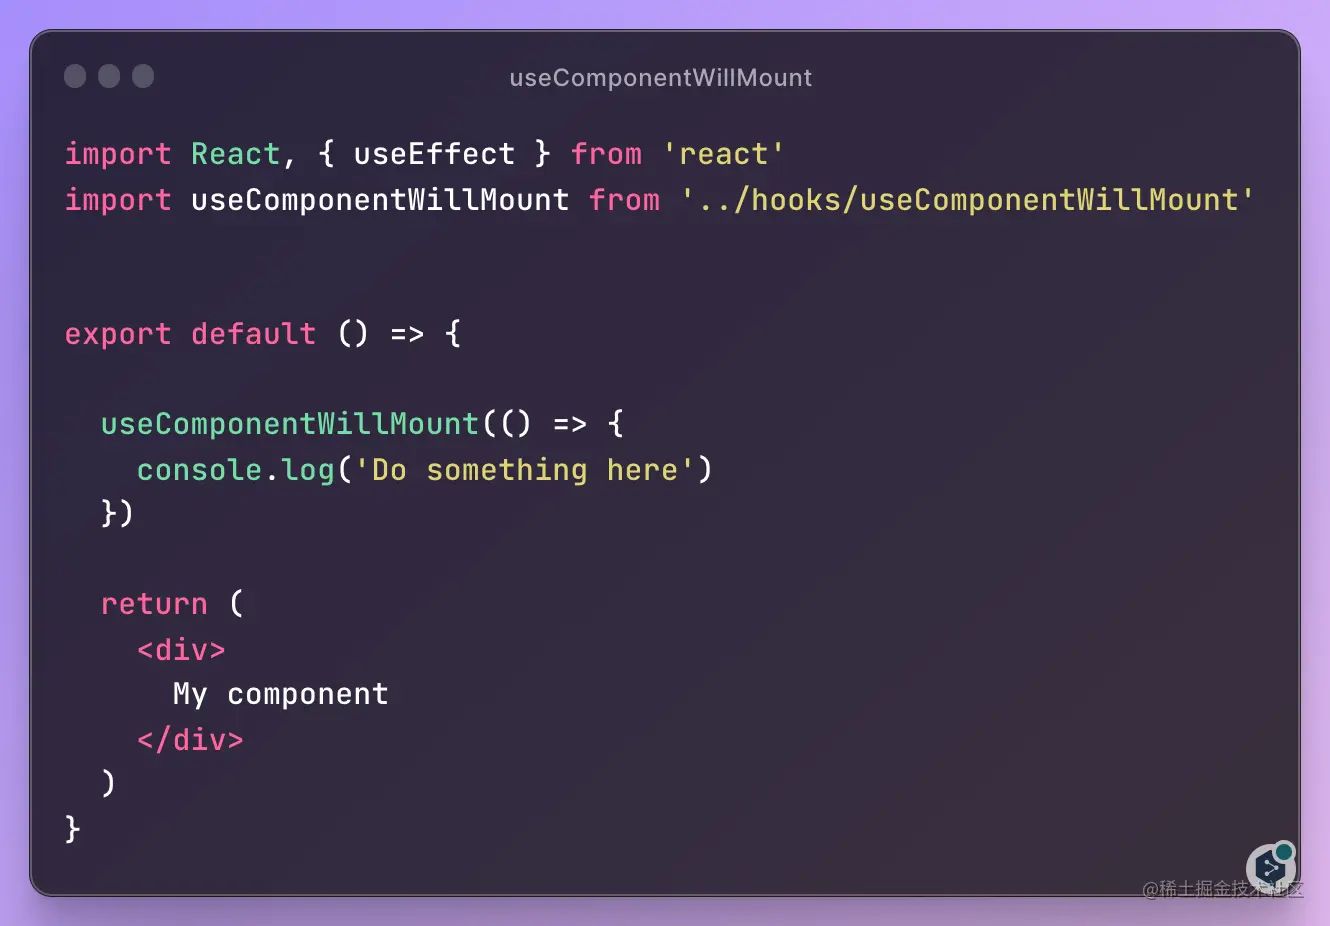 useComponentWillMount
import React, { useEffect } from 'react'
import useComponentWillMount from '../hooks/useComponentWillMount'
export default () => {
useComponentWillMount(() => {
console.log('Do something here')
})
return (
<div>
My component
</div>
)
}
@稀土掘金技术社区